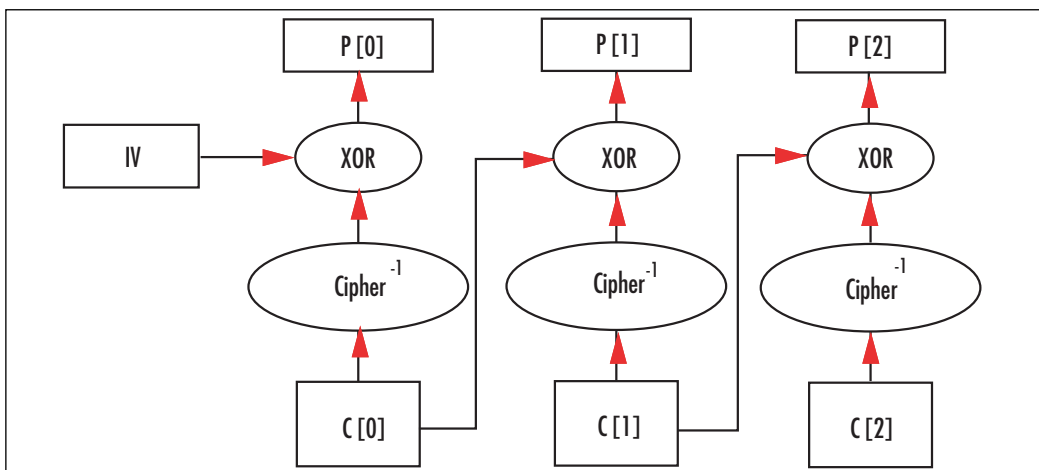 P [0] P [1] P [2]
IV XOR XOR XOR
Cipher⁻¹ Cipher⁻¹ Cipher⁻¹
C [0] C [1] C [2]